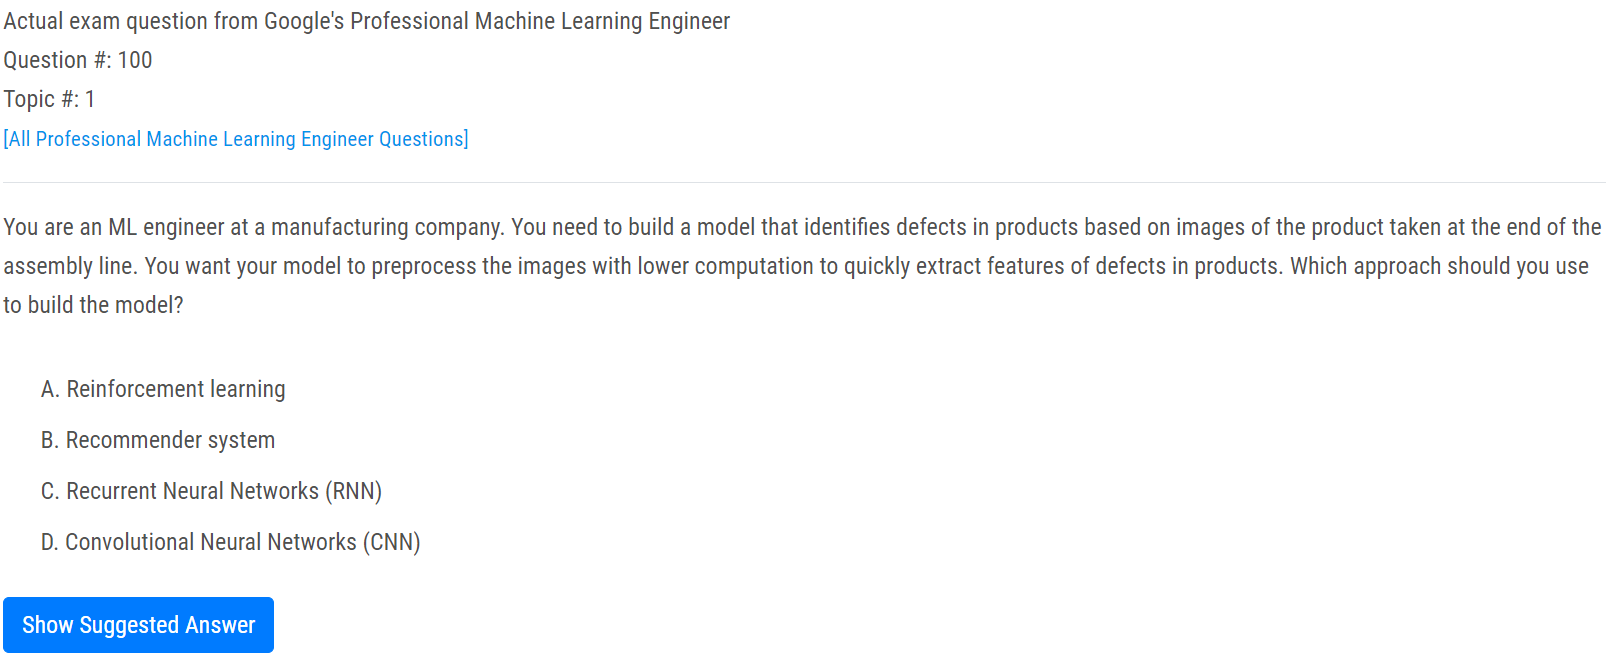 Actual exam question from Google's Professional Machine Learning Engineer
Question #: 100
Topic #: 1
[All Professional Machine Learning Engineer Questions]
You are an ML engineer at a manufacturing company. You need to build a model that identifies defects in products based on images of the product taken at the end of the
assembly line. You want your model to preprocess the images with lower computation to quickly extract features of defects in products. Which approach should you use
to build the model?
A. Reinforcement learning
B. Recommender system
C. Recurrent Neural Networks (RNN)
D. Convolutional Neural Networks (CNN)
Show Suggested Answer